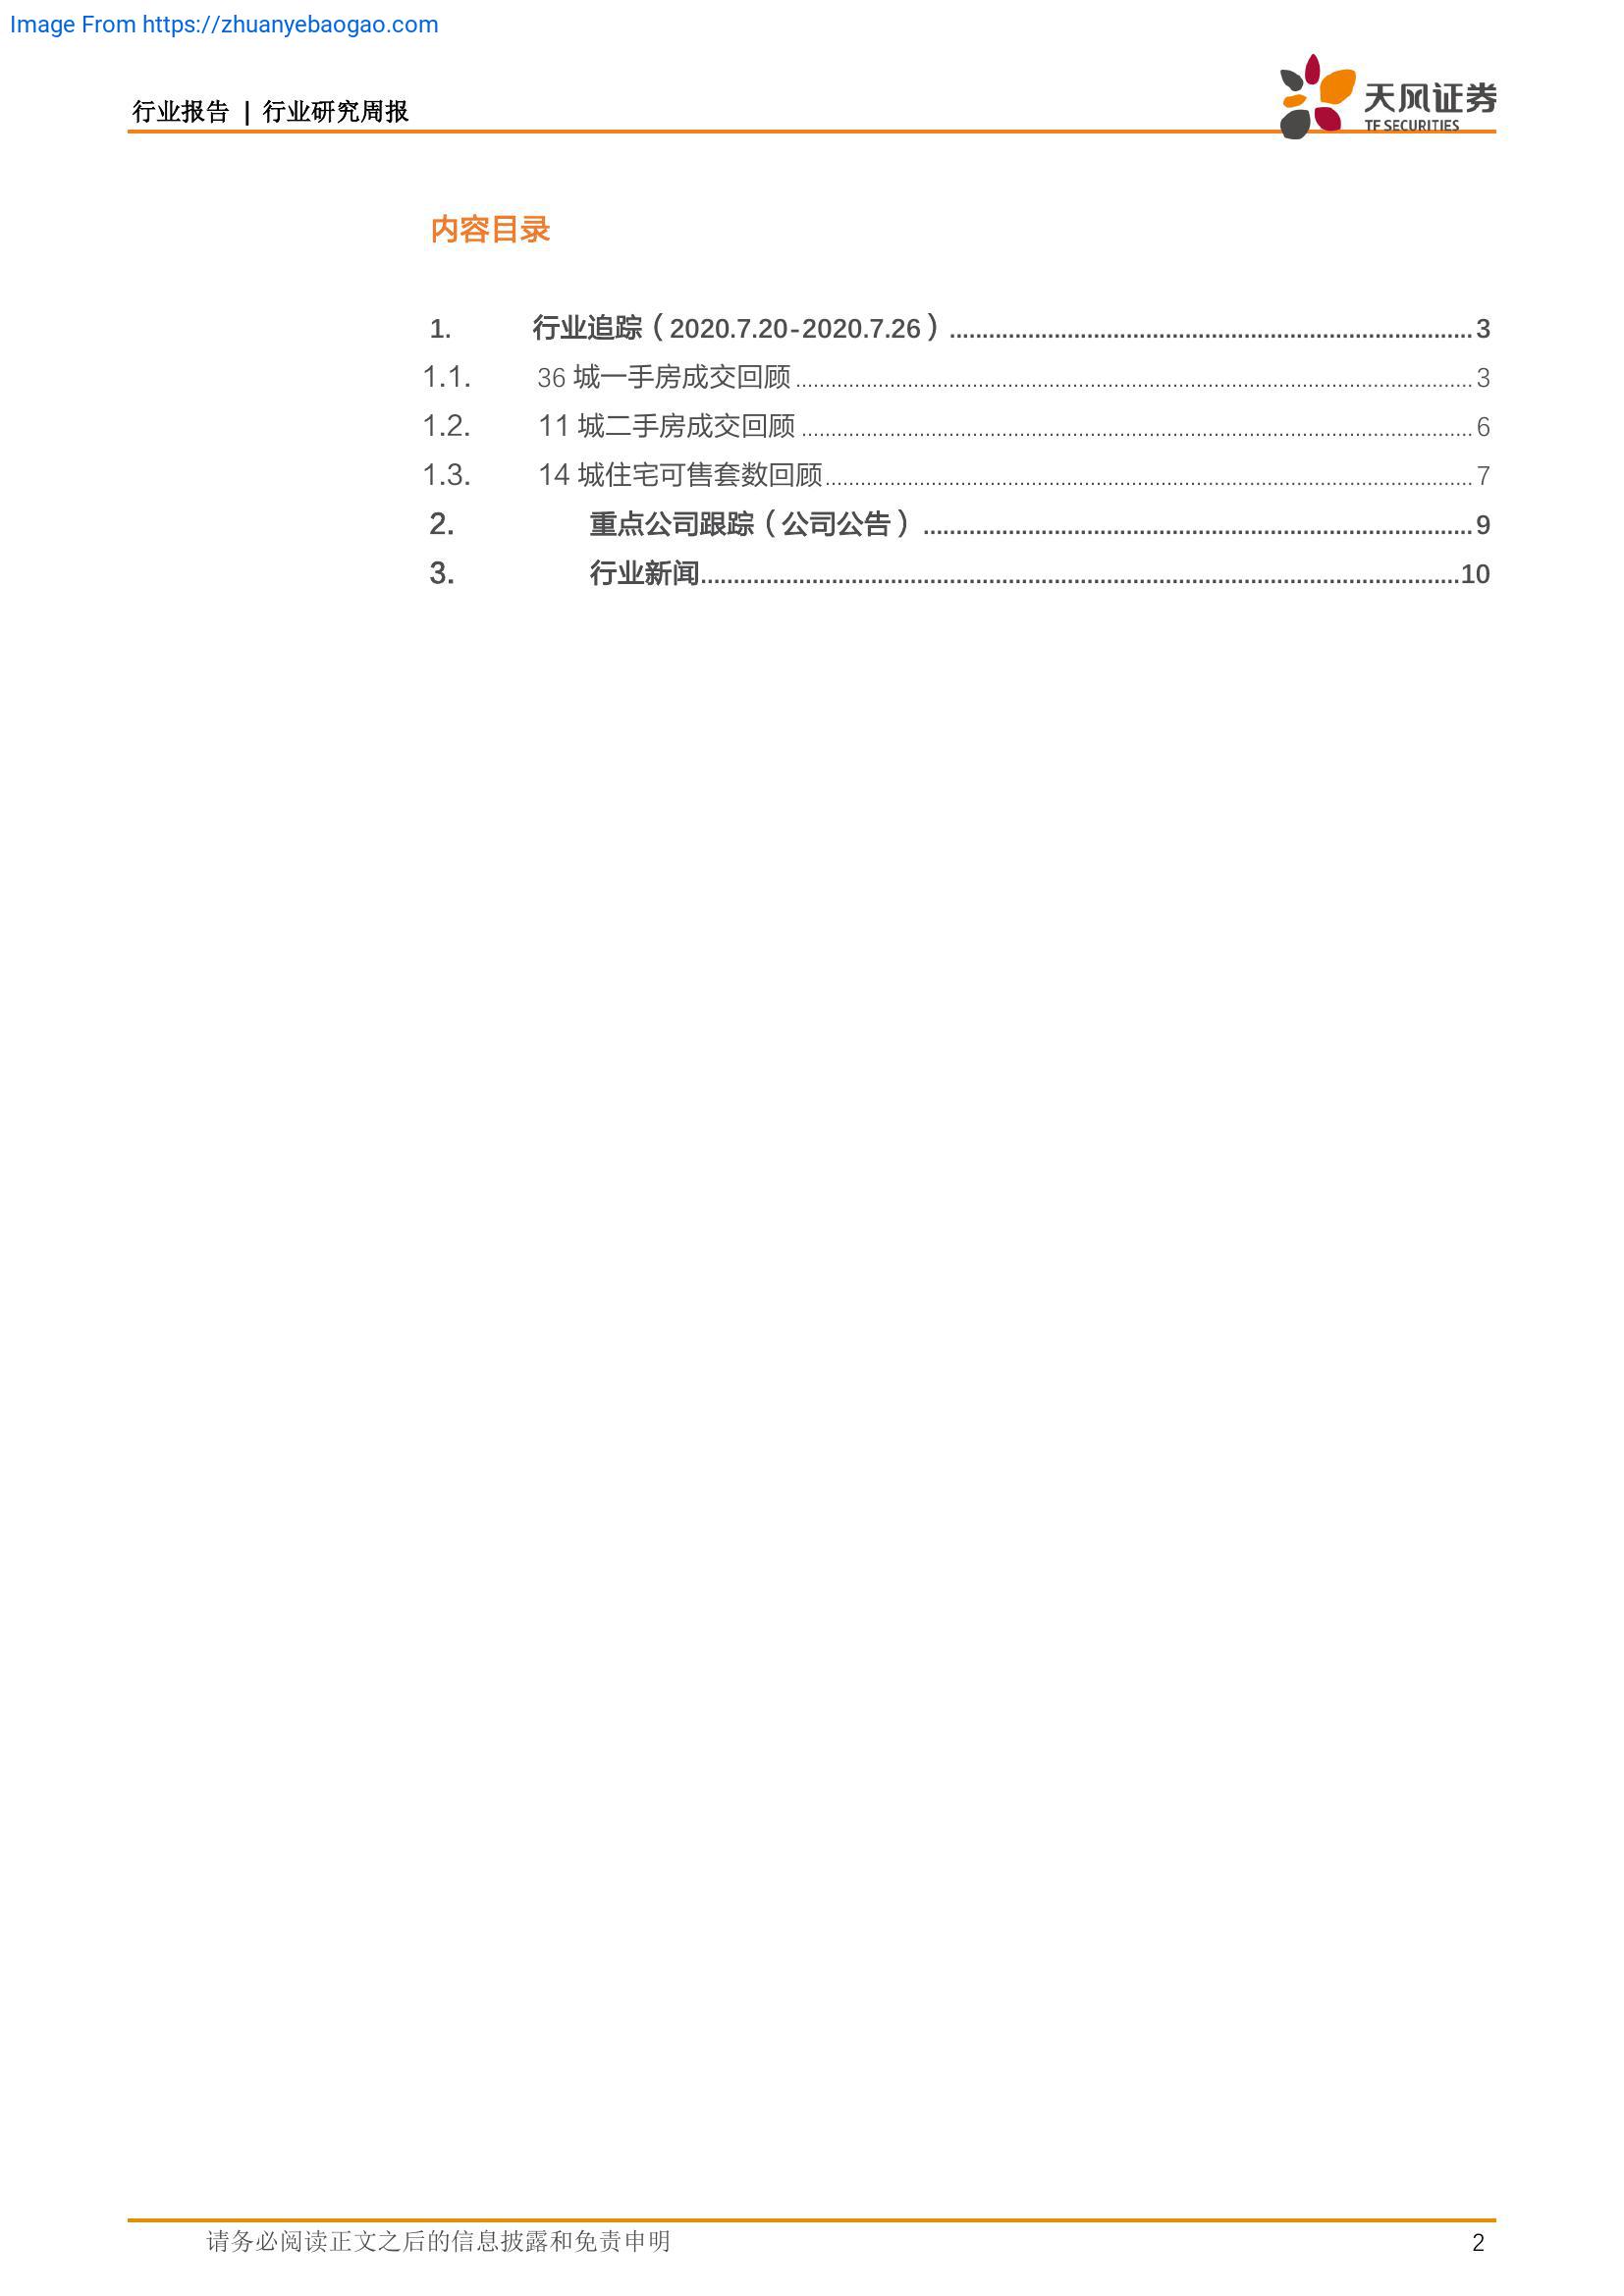 Image From https://zhuanyebaogao.com
行业报告 | 行业研究周报
天风证券
TF SECURITIES
内容目录
1. 行业追踪（2020.7.20-2020.7.26）........................................3
1.1. 36 城一手房成交回顾........................................3
1.2. 11 城二手房成交回顾........................................6
1.3. 14 城住宅可售套数回顾........................................7
2. 重点公司跟踪（公司公告）........................................9
3. 行业新闻........................................10
请务必阅读正文之后的信息披露和免责申明 2